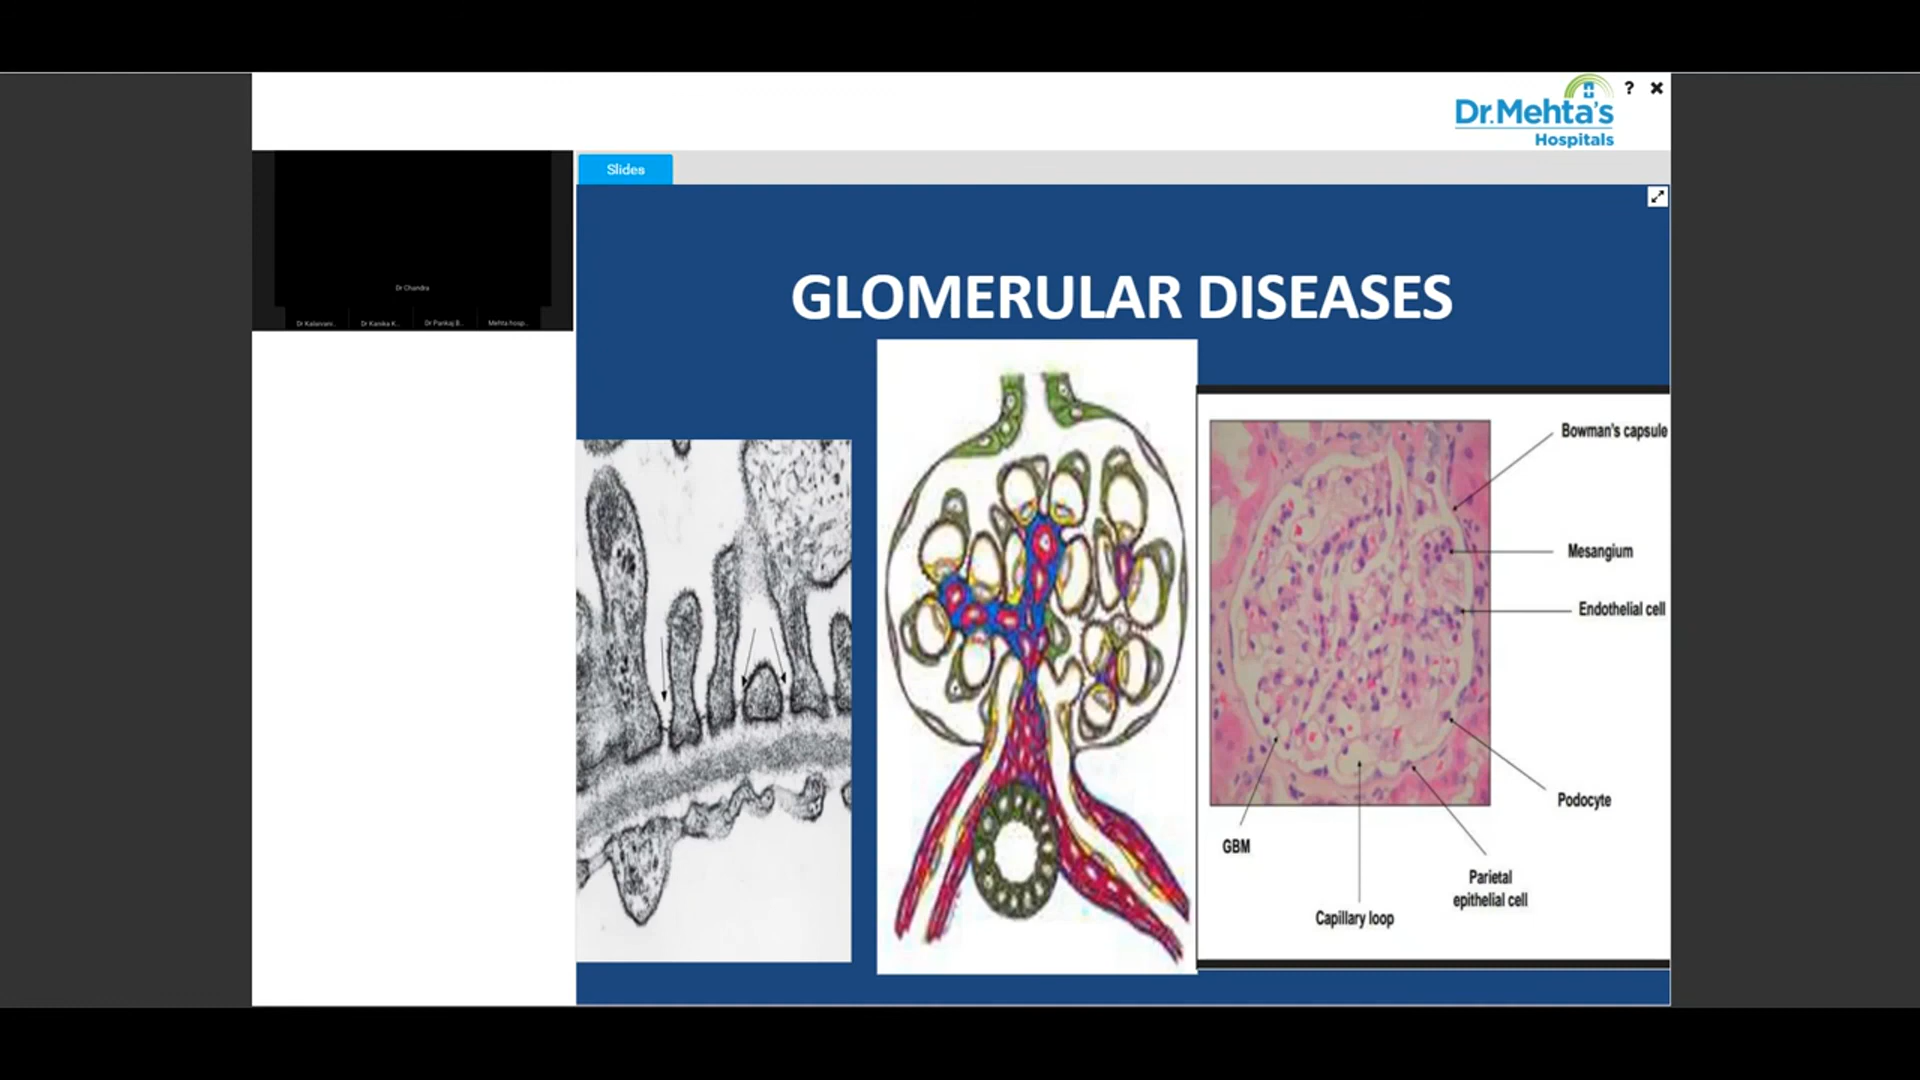 Dr.Mehta's
Hospitals
? ✖
Slides
Dr Chandra
Dr Kalaivani..
Dr Kanika K...
Dr Pankaj B...
Mehta hosp...
GLOMERULAR DISEASES
Bowman's capsule
Mesangium
Endothelial cell
Podocyte
GBM
Parietal
epithelial cell
Capillary loop